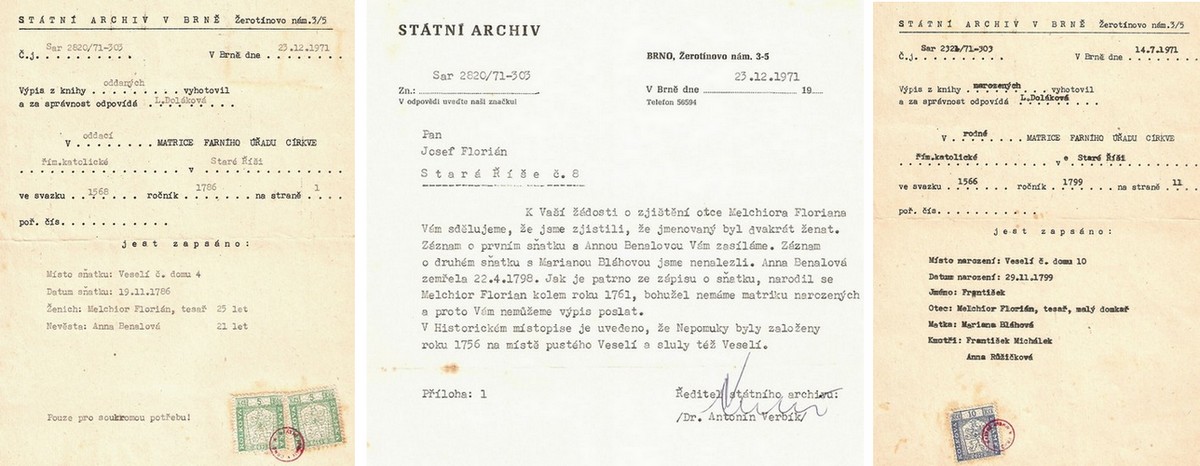 STÁTNÍ ARCHIV V BRNĚ Žerotínovo nám.3/5
Č.j. Sar 2820/71-303 V Brně dne 23.12.1971
Výpis z knihy oddaných vyhotovil
a za správnost odpovídá L.Doláková
V oddací MATRICE FARNÍHO ÚŘADU CÍRKVE
řím.katolické v Staré Říši
ve svazku 1568 ročník 1786 na straně 1
poř. čís.
jest zapsáno:
Místo sňatku: Veselí č. domu 4
Datum sňatku: 19.11.1786
Ženich: Melchior Florián, tesař 25 let
Nevěsta: Anna Benalová 21 let
Pouze pro soukromou potřebu!
5 5
STÁTNÍ ARCHIV
BRNO, Žerotínovo nám. 3-5
Sar 2820/71-303 23.12.1971
Zn.: V Brně dne 19
V odpovědi uveďte naši značku! Telefon 56594
Pan
Josef Florián
Stará Říše č.8
K Vaší žádosti o zjištění otce Melchiora Floriana
Vám sdělujeme, že jsme zjistili, že jmenovaný byl dvakrát ženat.
Záznam o prvním sňatku s Annou Benalovou Vám zasíláme. Záznam
o druhém sňatku s Marianou Bláhovou jsme nenalezli. Anna Benalová
zemřela 22.4.1798. Jak je patrno ze zápisu o sňatku, narodil se
Melchior Florian kolem roku 1761, bohužel nemáme matriku narozených
a proto Vám nemůžeme výpis poslat.
V Historickém místopise je uvedeno, že Nepomuky byly založeny
roku 1756 na místě pustého Veselí a sluly též Veselí.
Příloha: 1 Ředitel státního archivu:
/Dr. Antonín Verbík/
STÁTNÍ ARCHIV V BRNĚ Žerotínovo nám.3/5
Č.j. Sar 2321/71-303 V Brně dne 14.7.1971
Výpis z knihy narozených vyhotovil
a za správnost odpovídá L.Doláková
V rodné MATRICE FARNÍHO ÚŘADU CÍRKVE
řím.katolické ve Staré Říši
ve svazku 1566 ročník 1799 na straně 11
poř. čís.
jest zapsáno:
Místo narození: Veselí č. domu 10
Datum narození: 29.11.1799
Jméno: František
Otec: Melchior Florián, tesař, malý domkař
Matka: Mariana Bláhová
Kmotři: František Michálek
Anna Růžičková
10